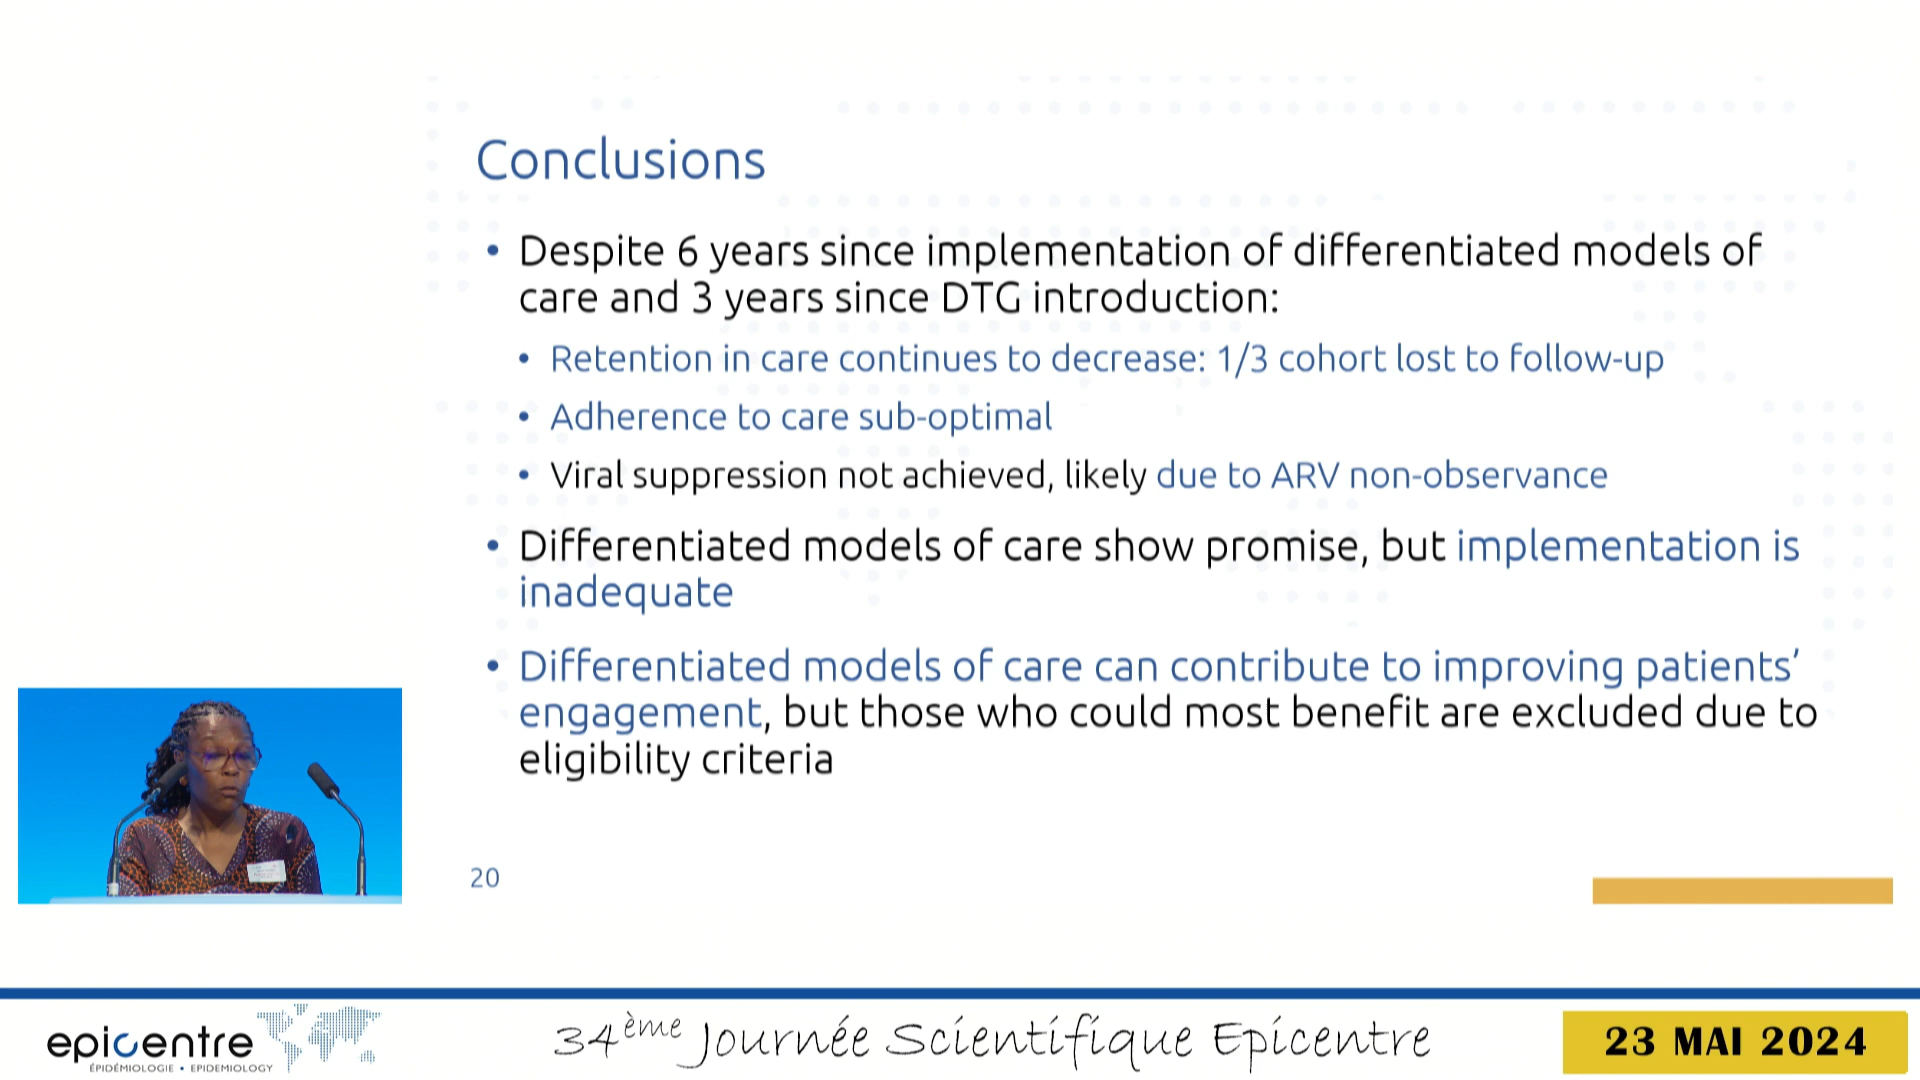 Conclusions
• Despite 6 years since implementation of differentiated models of
care and 3 years since DTG introduction:
• Retention in care continues to decrease: 1/3 cohort lost to follow-up
• Adherence to care sub-optimal
• Viral suppression not achieved, likely due to ARV non-observance
• Differentiated models of care show promise, but implementation is
inadequate
• Differentiated models of care can contribute to improving patients’
engagement, but those who could most benefit are excluded due to
eligibility criteria
20
epicentre
ÉPIDÉMIOLOGIE • EPIDEMIOLOGY
34ème Journée Scientifique Epicentre
23 MAI 2024